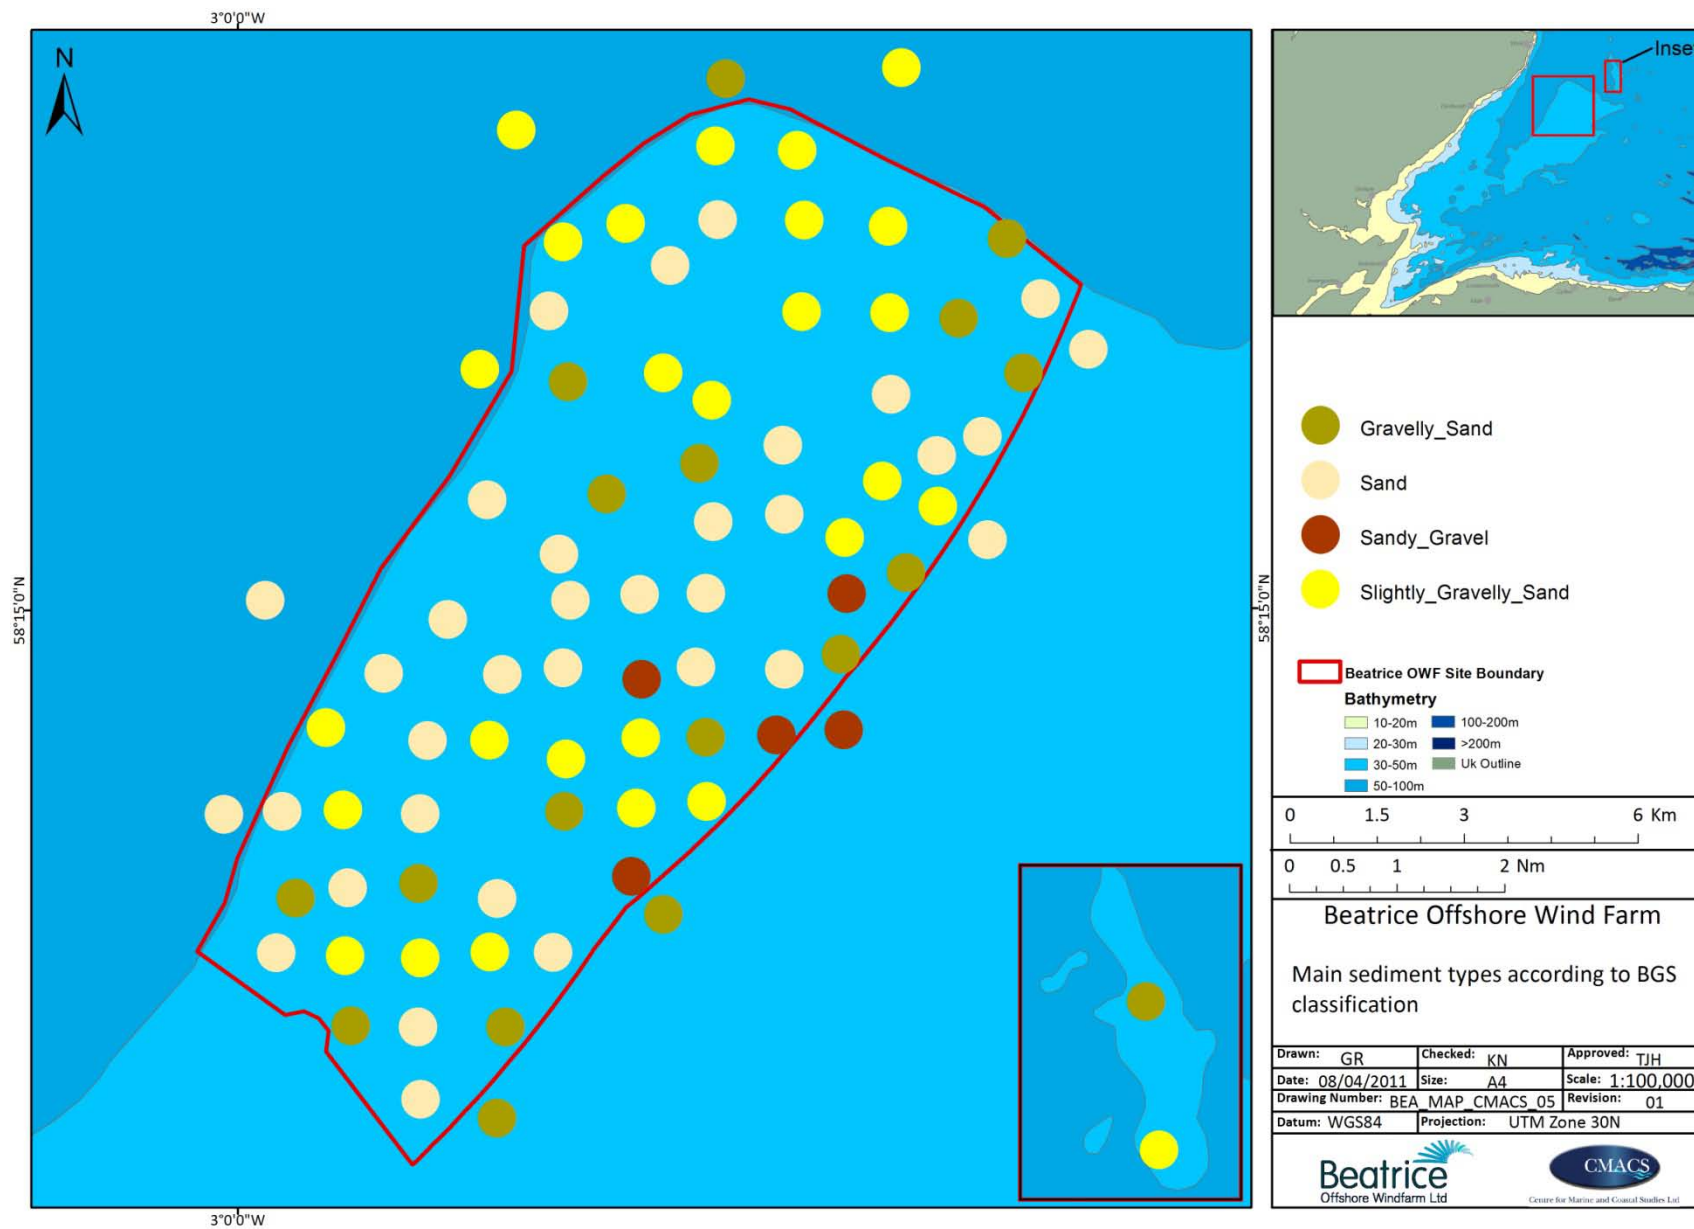 3°0'0"W
N
58°15'0"N
58°15'0"N
3°0'0"W
Inse
Gravelly_Sand
Sand
Sandy_Gravel
Slightly_Gravelly_Sand
Beatrice OWF Site Boundary
Bathymetry
10-20m 100-200m
20-30m >200m
30-50m Uk Outline
50-100m
0 1.5 3 6 Km
0 0.5 1 2 Nm
Beatrice Offshore Wind Farm
Main sediment types according to BGS
classification
Drawn: GR Checked: KN Approved: TJH
Date: 08/04/2011 Size: A4 Scale: 1:100,000
Drawing Number: BEA_MAP_CMACS_05 Revision: 01
Datum: WGS84 Projection: UTM Zone 30N
Beatrice
Offshore Windfarm Ltd
CMACS
Centre for Marine and Coastal Studies Ltd